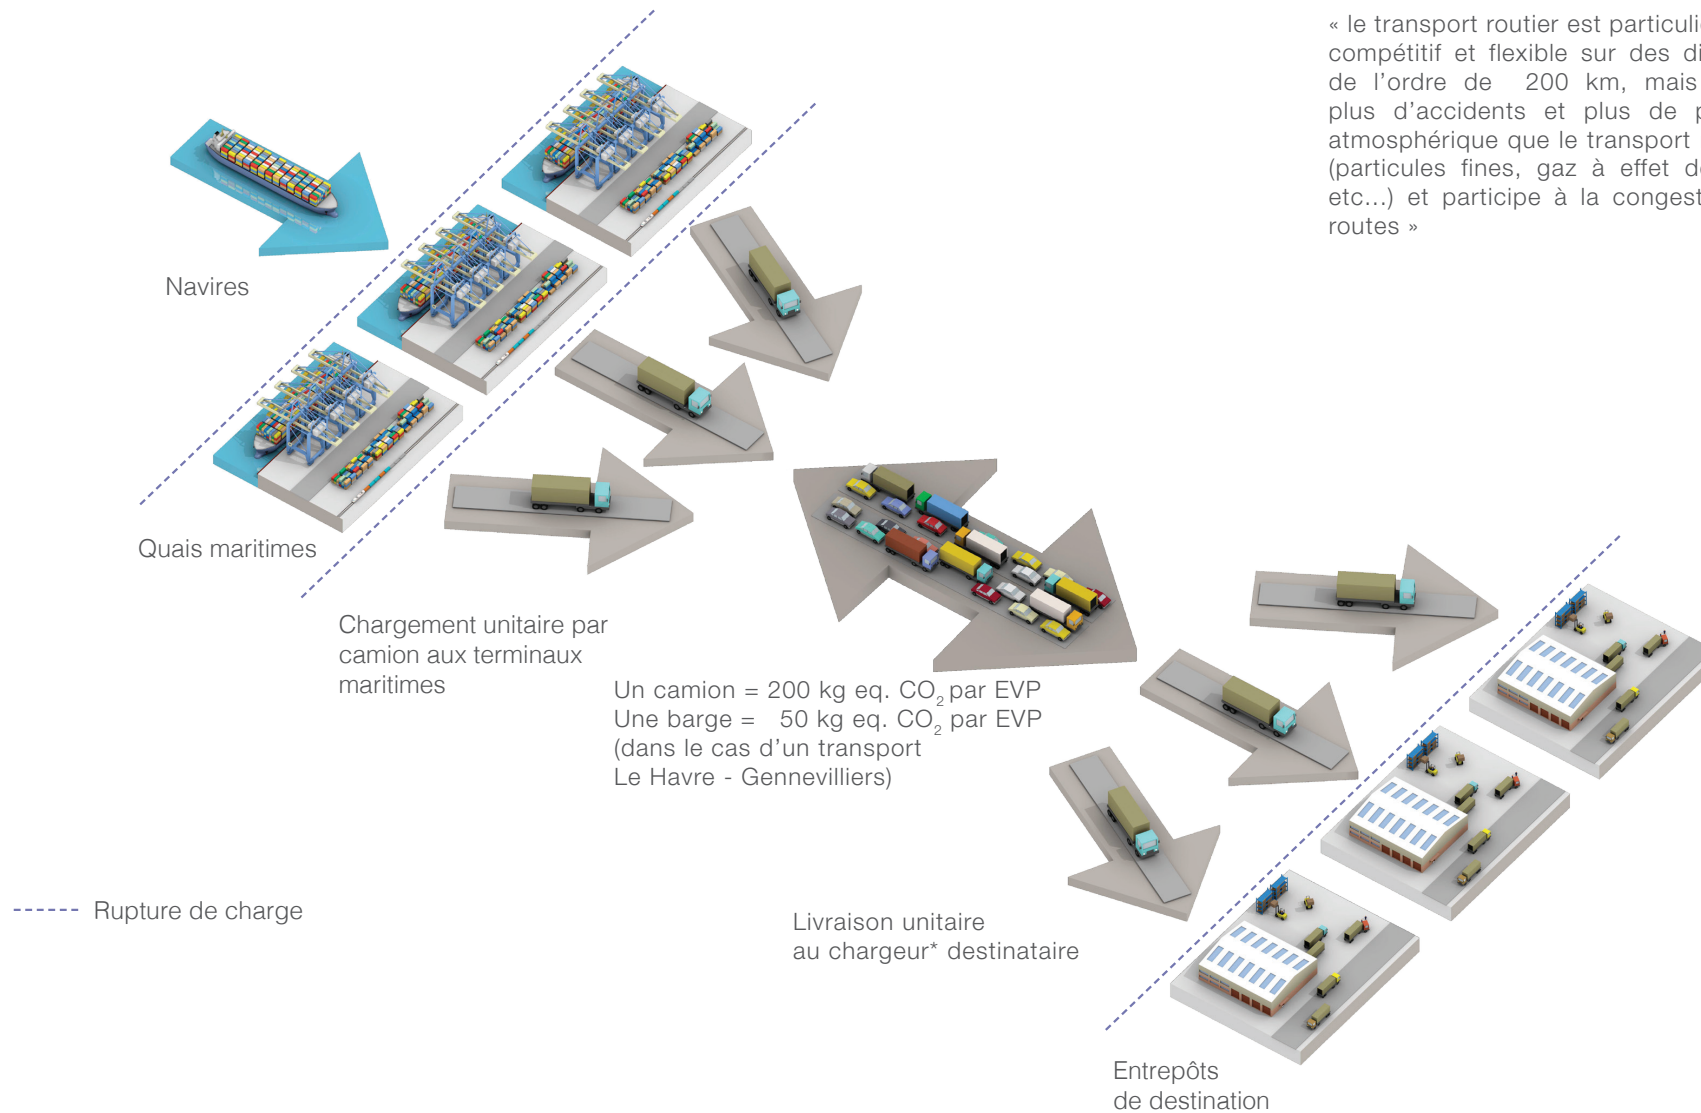 « le transport routier est
compétitif et flexible sur des
de l’ordre de 200 km, mais
plus d’accidents et plus de
atmosphérique que le transport
(particules fines, gaz à effet
etc...) et participe à la
routes »
Navires
Quais maritimes
Chargement unitaire par
camion aux terminaux
maritimes
Un camion = 200 kg eq. CO₂ par EVP
Une barge = 50 kg eq. CO₂ par EVP
(dans le cas d’un transport
Le Havre - Gennevilliers)
Rupture de charge
Livraison unitaire
au chargeur* destinataire
Entrepôts
de destination